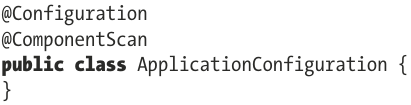 @Configuration
@ComponentScan
public class ApplicationConfiguration {
}